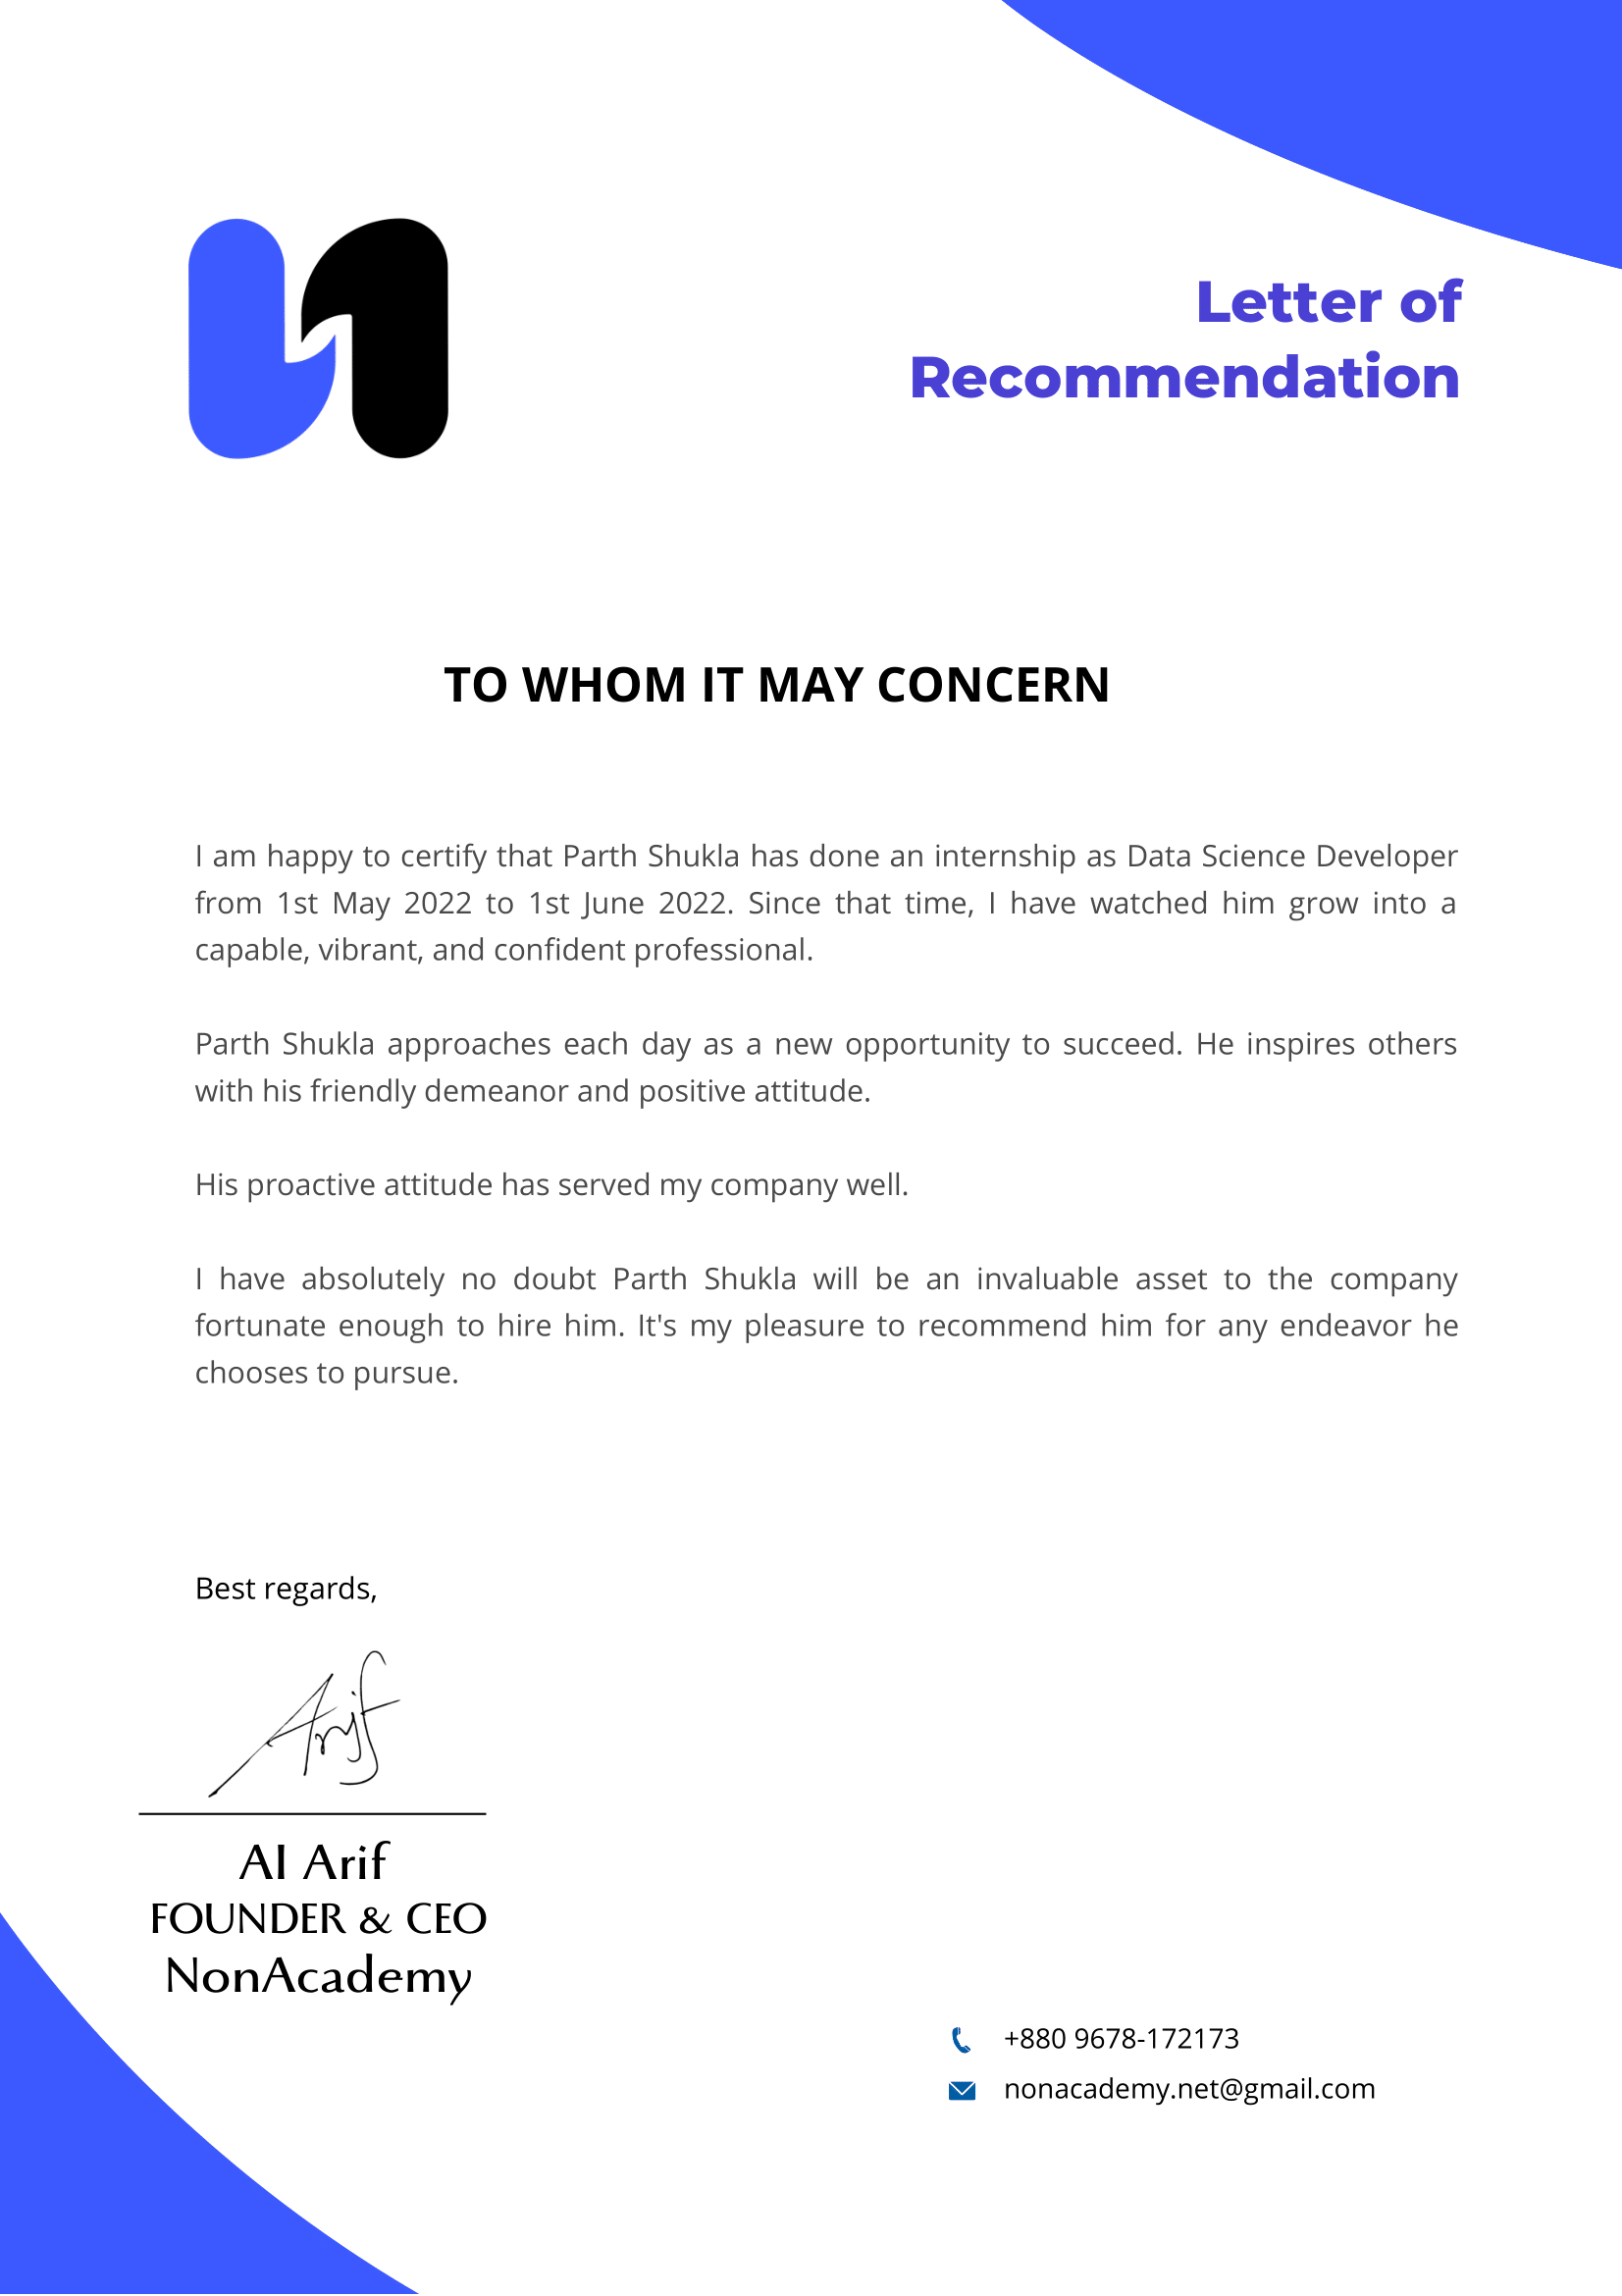 Letter of
Recommendation
TO WHOM IT MAY CONCERN
I am happy to certify that Parth Shukla has done an internship as Data Science Developer
from 1st May 2022 to 1st June 2022. Since that time, I have watched him grow into a
capable, vibrant, and confident professional.
Parth Shukla approaches each day as a new opportunity to succeed. He inspires others
with his friendly demeanor and positive attitude.
His proactive attitude has served my company well.
I have absolutely no doubt Parth Shukla will be an invaluable asset to the company
fortunate enough to hire him. It's my pleasure to recommend him for any endeavor he
chooses to pursue.
Best regards,
Arif
Al Arif
FOUNDER & CEO
NonAcademy
+880 9678-172173
nonacademy.net@gmail.com